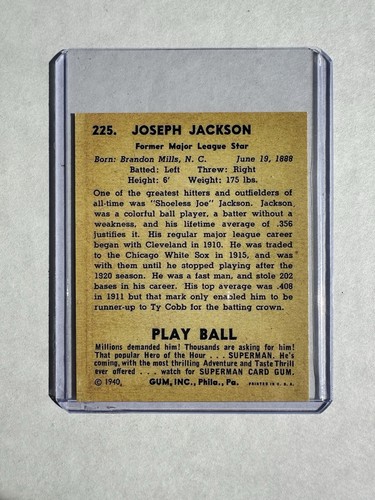 225. JOSEPH JACKSON
Former Major League Star
Born: Brandon Mills, N. C. June 19, 1888
Batted: Left Threw: Right
Height: 6' Weight: 175 lbs.
One of the greatest hitters and outfielders of
all-time was "Shoeless Joe" Jackson. Jackson
was a colorful ball player, a batter without a
weakness, and his lifetime average of .356
justifies it. His regular major league career
began with Cleveland in 1910. He was traded
to the Chicago White Sox in 1915, and was
with them until he stopped playing after the
1920 season. He was a fast man, and stole 202
bases in his career. His top average was .408
in 1911 but that mark only enabled him to be
runner-up to Ty Cobb for the batting crown.
PLAY BALL
Millions demanded him! Thousands are asking for him!
That popular Hero of the Hour . . . SUPERMAN. He's
coming, with the most thrilling Adventure and Taste Thrill
ever offered . . . watch for SUPERMAN CARD GUM.
© 1940, GUM, INC., Phila., Pa. PRINTED IN U. S. A.